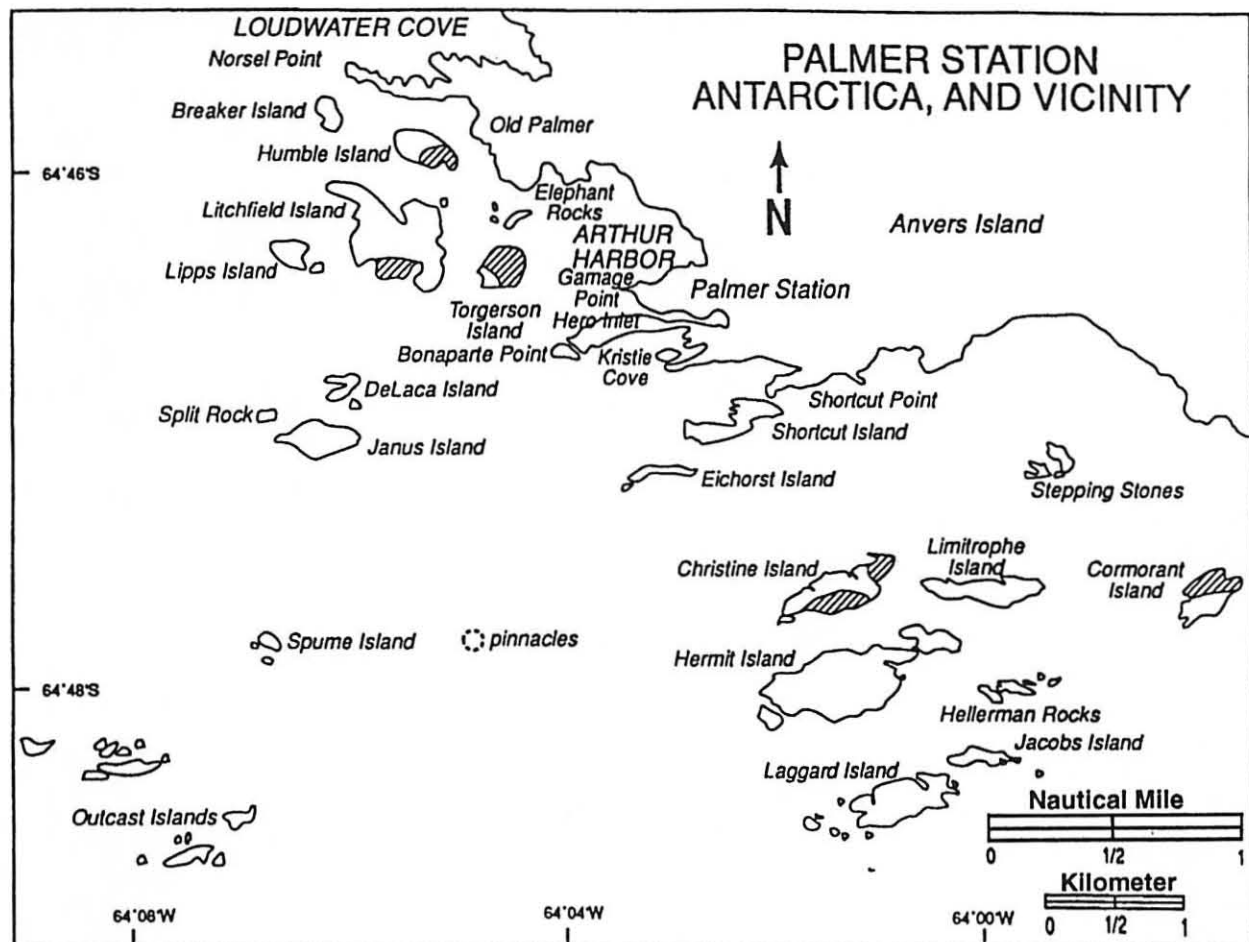 LOUDWATER COVE
Norsel Point
PALMER STATION
ANTARCTICA, AND VICINITY
Breaker Island
Old Palmer
Humble Island
64°46'S
Elephant
Rocks
N
Litchfield Island
Anvers Island
ARTHUR
HARBOR
Lipps Island
Gamage
Point
Palmer Station
Torgerson
Island
Hero Inlet
Bonaparte Point
Kristie
Cove
DeLaca Island
Shortcut Point
Split Rock
Shortcut Island
Janus Island
Eichorst Island
Stepping Stones
Christine Island
Limitrophe
Island
Cormorant
Island
Spume Island
pinnacles
Hermit Island
64°48'S
Hellerman Rocks
Jacobs Island
Laggard Island
Outcast Islands
Nautical Mile
0 1/2 1
Kilometer
0 1/2 1
64°08'W
64°04'W
64°00'W